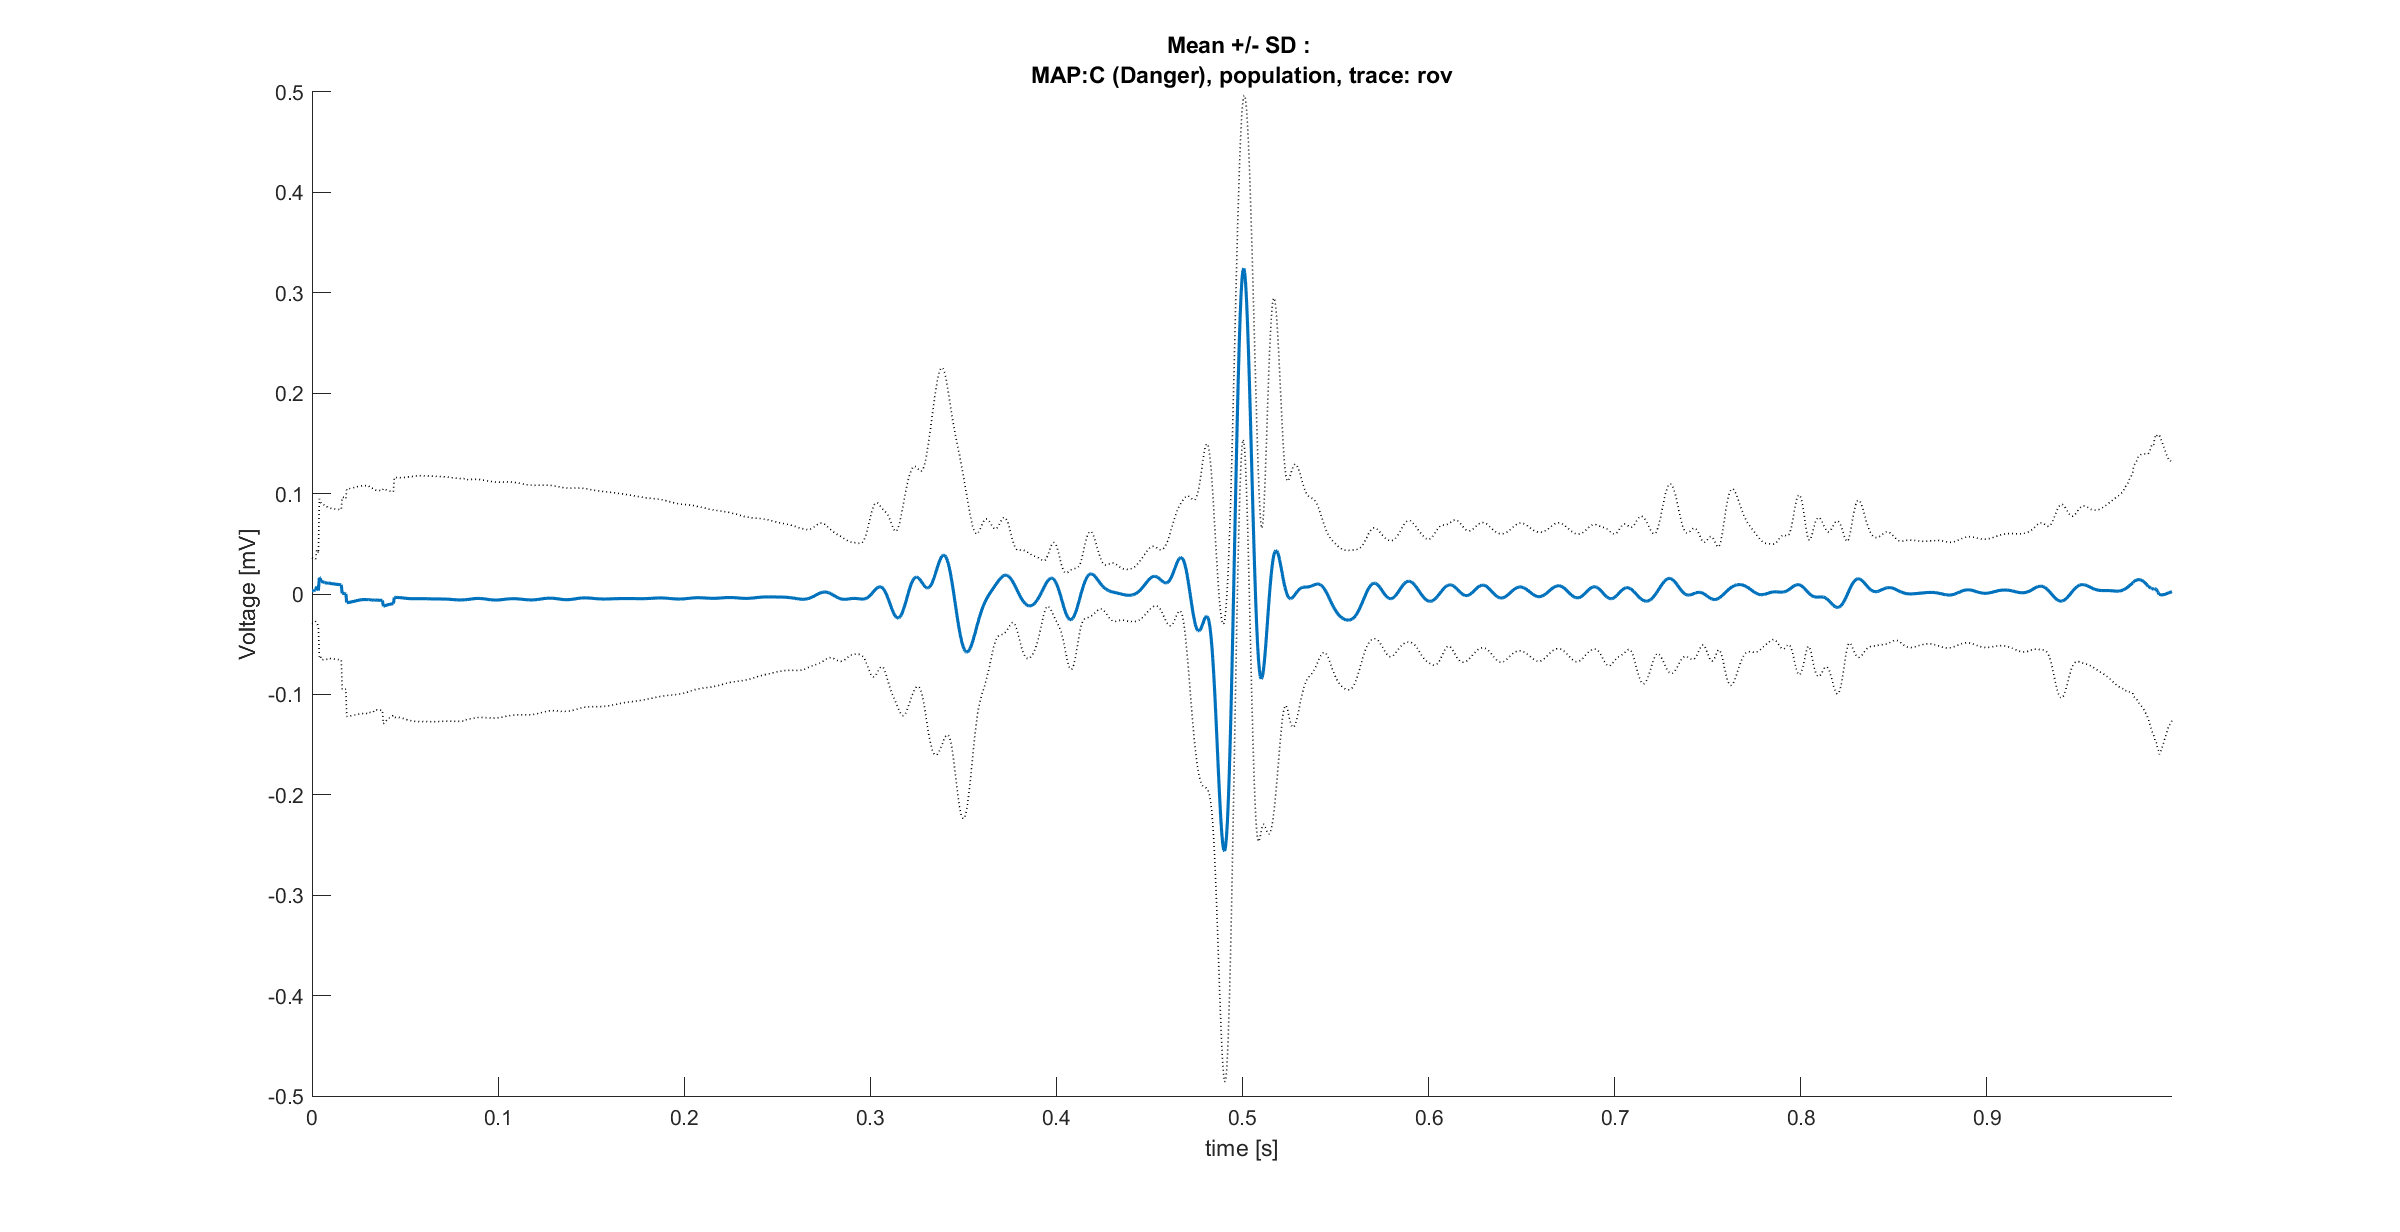 Mean +/- SD :
MAP:C (Danger), population, trace: rov
0.5
0.4
0.3
0.2
0.1
0
-0.1
-0.2
-0.3
-0.4
-0.5
Voltage [mV]
0 0.1 0.2 0.3 0.4 0.5 0.6 0.7 0.8 0.9
time [s]